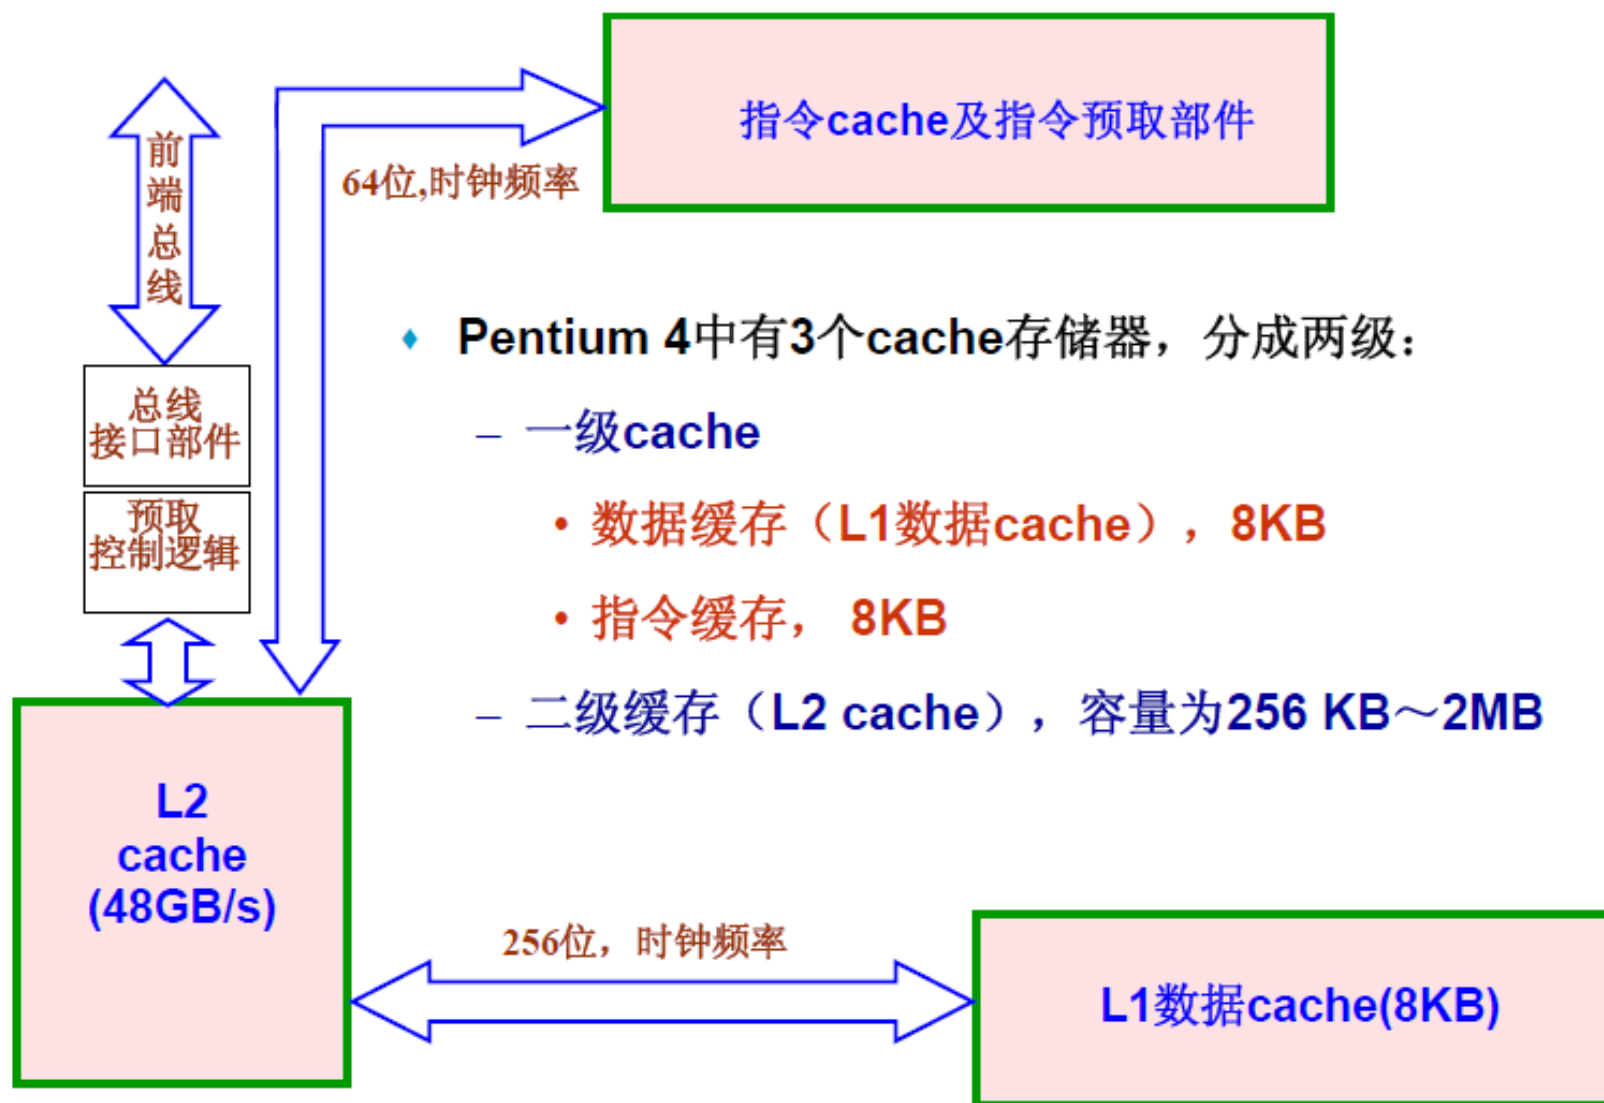 指令cache及指令预取部件
前
端
总
线
64位,时钟频率
总线
接口部件
预取
控制逻辑
♦ Pentium 4中有3个cache存储器，分成两级：
– 一级cache
• 数据缓存（L1数据cache），8KB
• 指令缓存， 8KB
– 二级缓存（L2 cache），容量为256 KB～2MB
L2
cache
(48GB/s)
256位，时钟频率
L1数据cache(8KB)